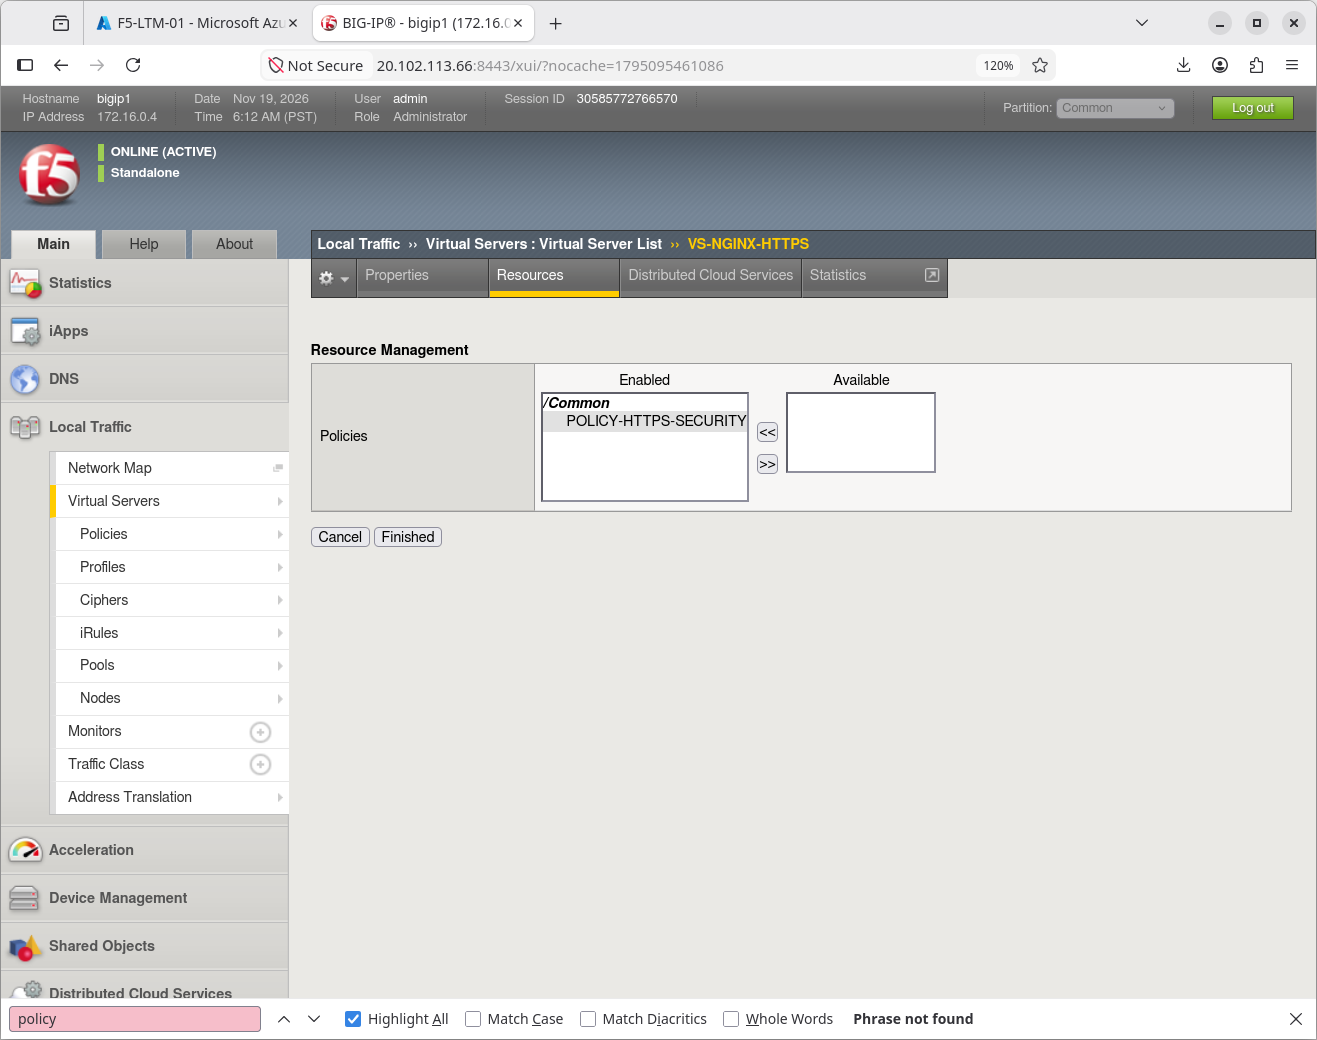 F5-LTM-01 - Microsoft Azu
BIG-IP® - bigip1 (172.16.0
Not Secure
20.102.113.66:8443/xui/?nocache=1795095461086
120%
Hostname bigip1
IP Address 172.16.0.4
Date Nov 19, 2026
Time 6:12 AM (PST)
User admin
Role Administrator
Session ID 30585772766570
Partition: Common
Log out
f5
ONLINE (ACTIVE)
Standalone
Main
Help
About
Local Traffic ›› Virtual Servers : Virtual Server List ›› VS-NGINX-HTTPS
Properties
Resources
Distributed Cloud Services
Statistics
Statistics
iApps
DNS
Local Traffic
Network Map
Virtual Servers
Policies
Profiles
Ciphers
iRules
Pools
Nodes
Monitors
Traffic Class
Address Translation
Acceleration
Device Management
Shared Objects
Distributed Cloud Services
Resource Management
Policies
Enabled
/Common
POLICY-HTTPS-SECURITY
<<
>>
Available
Cancel
Finished
policy
Highlight All
Match Case
Match Diacritics
Whole Words
Phrase not found